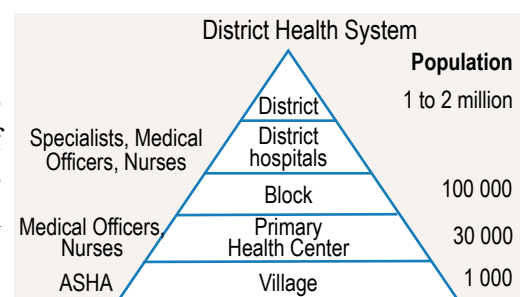 District Health System
Population
District
1 to 2 million
Specialists, Medical
Officers, Nurses
District
hospitals
Block
100 000
Medical Officers,
Nurses
Primary
Health Center
30 000
ASHA
Village
1 000